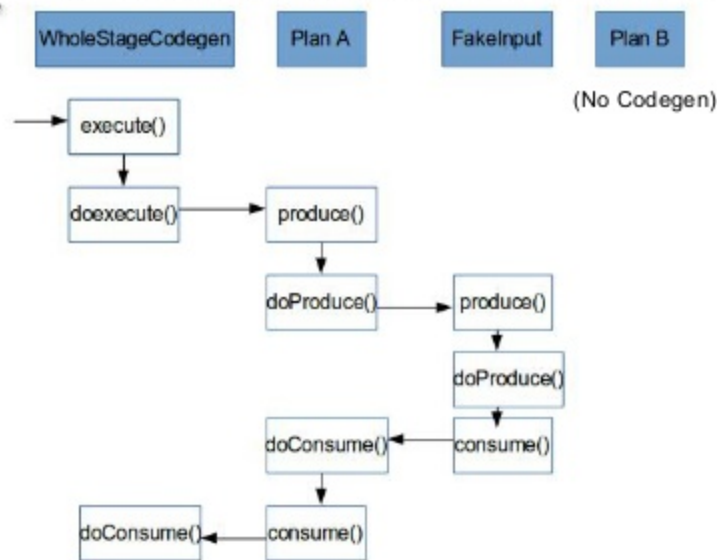 WholeStageCodegen Plan A FakeInput Plan B
(No Codegen)
execute()
doexecute() produce()
doProduce() produce()
doProduce()
doConsume() consume()
doConsume() consume()